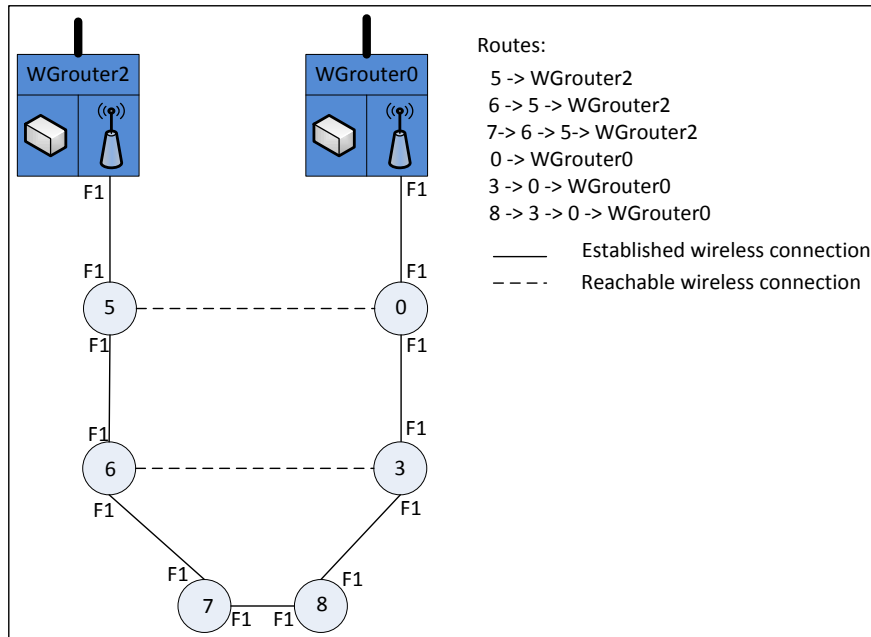 WGrouter2
WGrouter0
Routes:
5 -> WGrouter2
6 -> 5 -> WGrouter2
7-> 6 -> 5-> WGrouter2
0 -> WGrouter0
3 -> 0 -> WGrouter0
8 -> 3 -> 0 -> WGrouter0
Established wireless connection
Reachable wireless connection
F1
F1
F1
F1
5
0
F1
F1
F1
F1
6
3
F1
F1
F1
F1
7
8
F1
F1